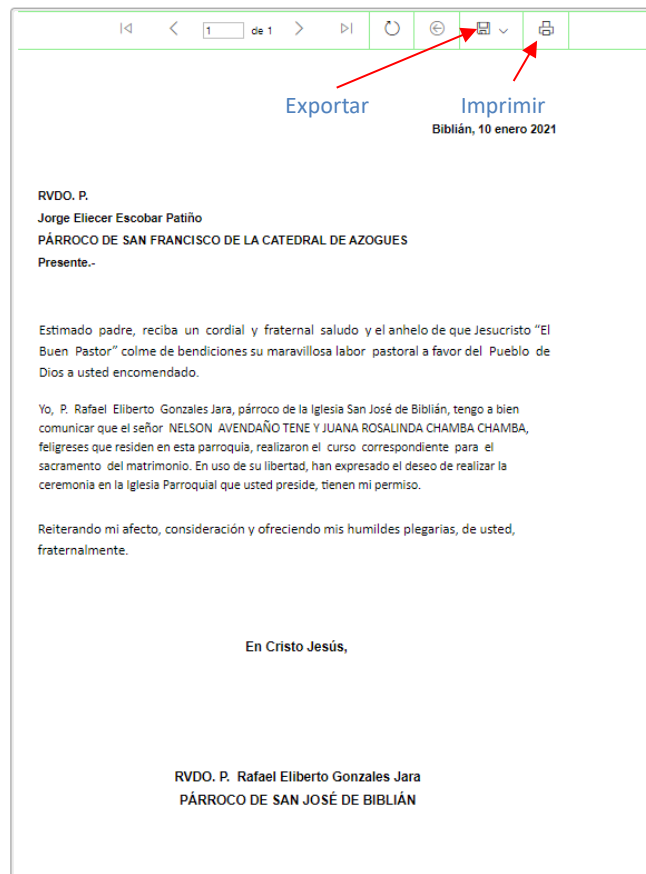 1 de 1
Exportar Imprimir
Biblián, 10 enero 2021
RVDO. P.
Jorge Eliecer Escobar Patiño
PÁRROCO DE SAN FRANCISCO DE LA CATEDRAL DE AZOGUES
Presente.-
Estimado padre, reciba un cordial y fraternal saludo y el anhelo de que Jesucristo “El
Buen Pastor” colme de bendiciones su maravillosa labor pastoral a favor del Pueblo de
Dios a usted encomendado.
Yo, P. Rafael Eliberto Gonzales Jara, párroco de la Iglesia San José de Biblián, tengo a bien
comunicar que el señor NELSON AVENDAÑO TENE Y JUANA ROSALINDA CHAMBA CHAMBA,
feligreses que residen en esta parroquia, realizaron el curso correspondiente para el
sacramento del matrimonio. En uso de su libertad, han expresado el deseo de realizar la
ceremonia en la Iglesia Parroquial que usted preside, tienen mi permiso.
Reiterando mi afecto, consideración y ofreciendo mis humildes plegarias, de usted,
fraternalmente.
En Cristo Jesús,
RVDO. P. Rafael Eliberto Gonzales Jara
PÁRROCO DE SAN JOSÉ DE BIBLIÁN